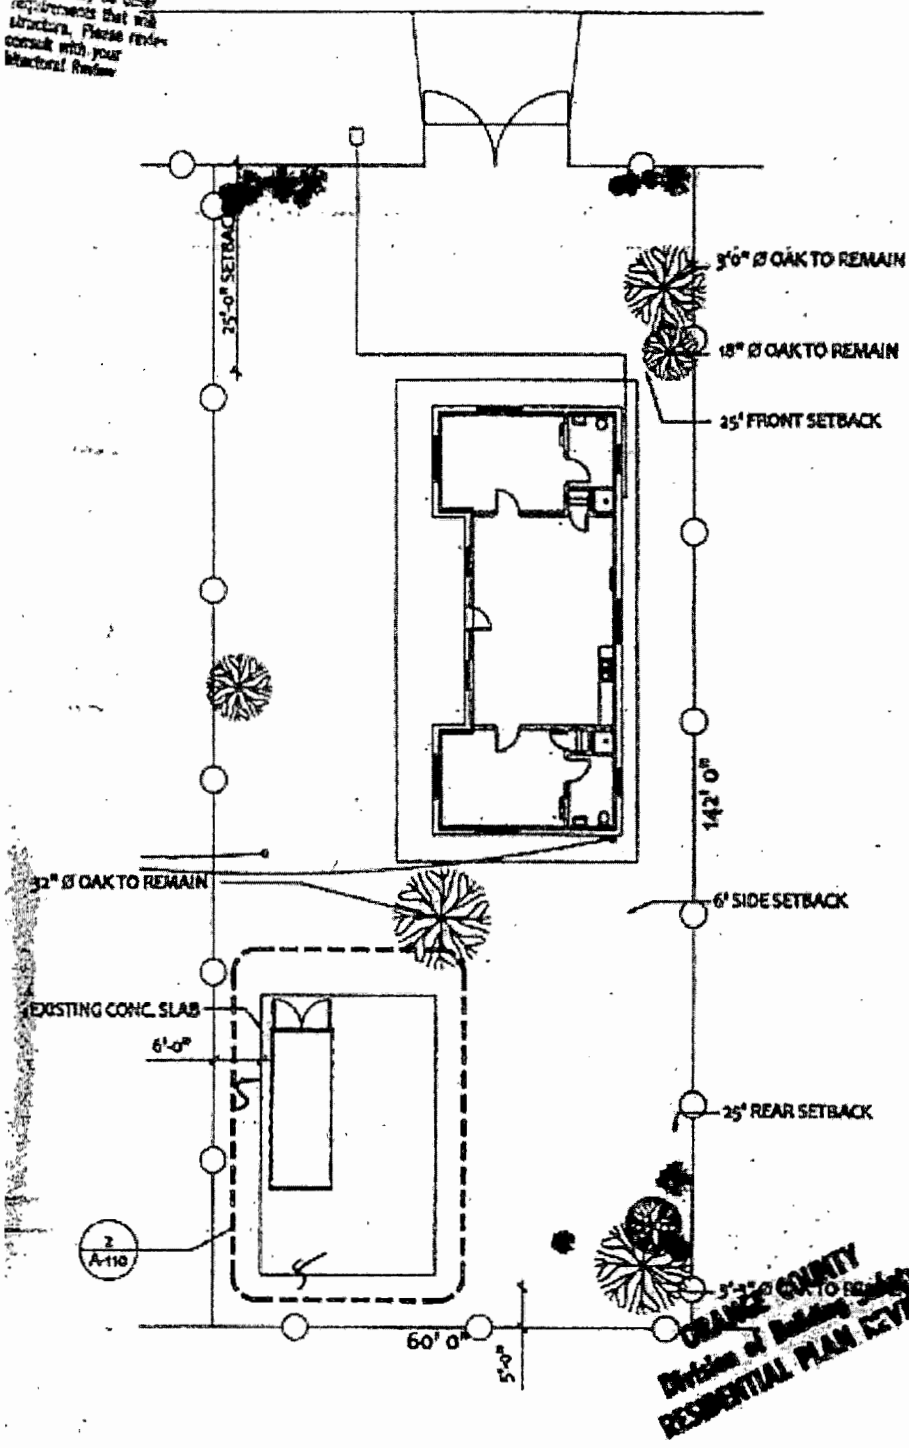 requirements that will
structure. Please
consult with your
Review
25'-0" SETBACK
3'0" Ø OAK TO REMAIN
18" Ø OAK TO REMAIN
25' FRONT SETBACK
142' 0"
32" Ø OAK TO REMAIN
6' SIDE SETBACK
EXISTING CONC. SLAB
6'-0"
25' REAR SETBACK
2
A-110
OAK TO
60' 0"
5'-0"
ORANGE COUNTY
Division of Building
RESIDENTIAL PLAN